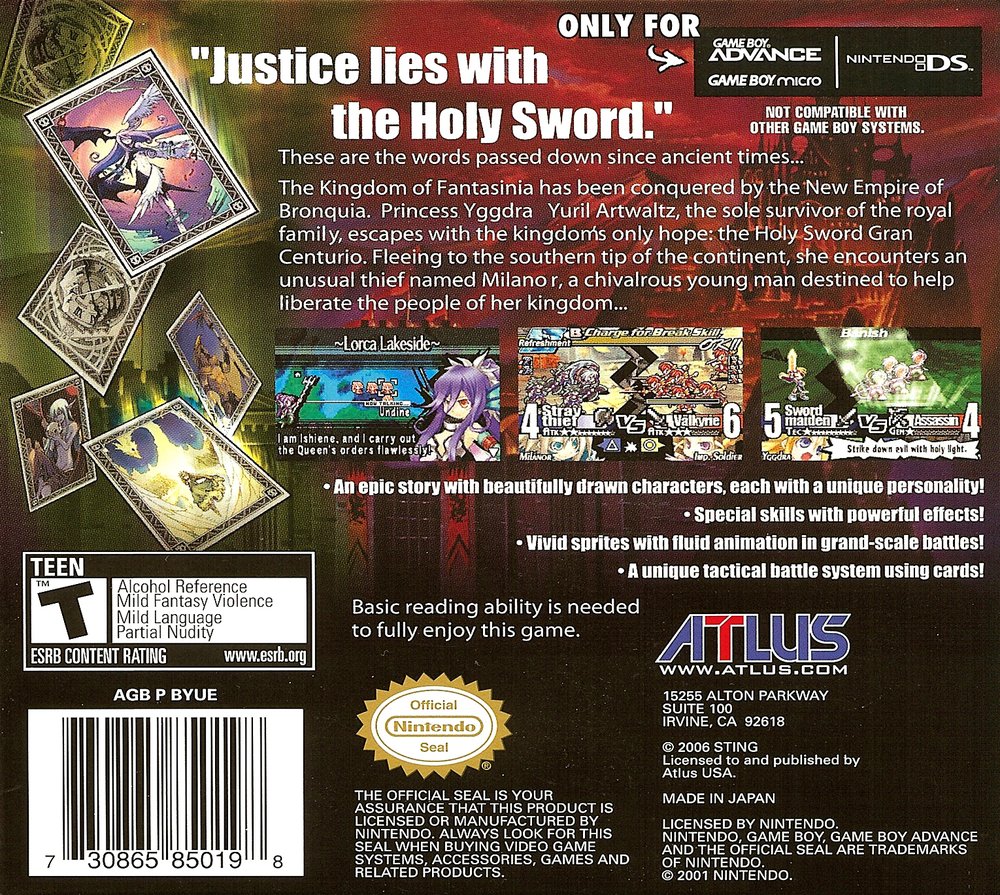 ONLY FOR
GAME BOY ADVANCE
GAME BOY micro
NINTENDO DS™
NOT COMPATIBLE WITH
OTHER GAME BOY SYSTEMS.
"Justice lies with
the Holy Sword."
These are the words passed down since ancient times...
The Kingdom of Fantasinia has been conquered by the New Empire of
Bronquia. Princess Yggdra Yuril Artwaltz, the sole survivor of the royal
family, escapes with the kingdom's only hope: the Holy Sword Gran
Centurio. Fleeing to the southern tip of the continent, she encounters an
unusual thief named Milanor, a chivalrous young man destined to help
liberate the people of her kingdom...
~Lorca Lakeside~
NOW TALKING
Undine
I am Ishiene, and I carry out
the Queen's orders flawlessly!
B Charge for Break Skill
Refreshment
4 Stray thief VS Valkyrie 6
MILANOR
Imp. Soldier
Banish
5 Sword maiden VS Assassin 4
YGGDRA
Strike down evil with holy light.
• An epic story with beautifully drawn characters, each with a unique personality!
• Special skills with powerful effects!
• Vivid sprites with fluid animation in grand-scale battles!
• A unique tactical battle system using cards!
TEEN
T™
Alcohol Reference
Mild Fantasy Violence
Mild Language
Partial Nudity
ESRB CONTENT RATING www.esrb.org
Basic reading ability is needed
to fully enjoy this game.
ATLUS
WWW.ATLUS.COM
AGB P BYUE
7 30865 85019 8
Official
Nintendo
Seal
®
THE OFFICIAL SEAL IS YOUR
ASSURANCE THAT THIS PRODUCT IS
LICENSED OR MANUFACTURED BY
NINTENDO. ALWAYS LOOK FOR THIS
SEAL WHEN BUYING VIDEO GAME
SYSTEMS, ACCESSORIES, GAMES AND
RELATED PRODUCTS.
15255 ALTON PARKWAY
SUITE 100
IRVINE, CA 92618
© 2006 STING
Licensed to and published by
Atlus USA.
MADE IN JAPAN
LICENSED BY NINTENDO.
NINTENDO, GAME BOY, GAME BOY ADVANCE
AND THE OFFICIAL SEAL ARE TRADEMARKS
OF NINTENDO.
© 2001 NINTENDO.